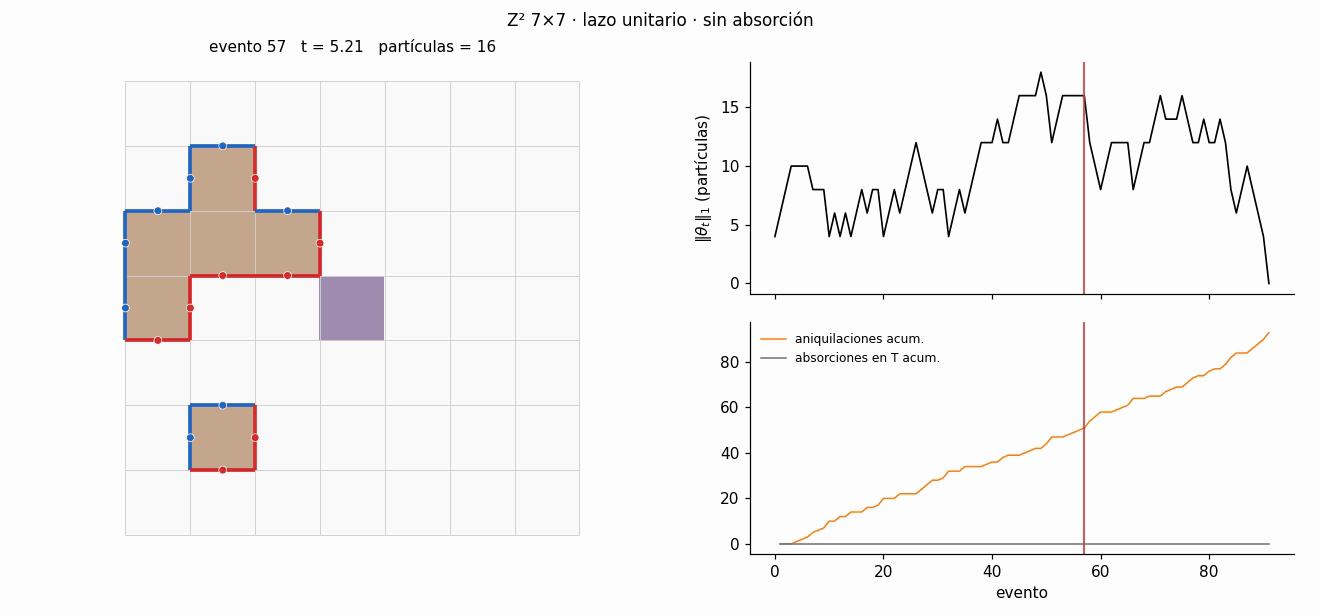 Z² 7×7 · lazo unitario · sin absorción
evento 57   t = 5.21   partículas = 16
‖θₜ‖₁ (partículas)
15
10
5
0
aniquilaciones acum.
absorciones en T acum.
80
60
40
20
0
0 20 40 60 80
evento